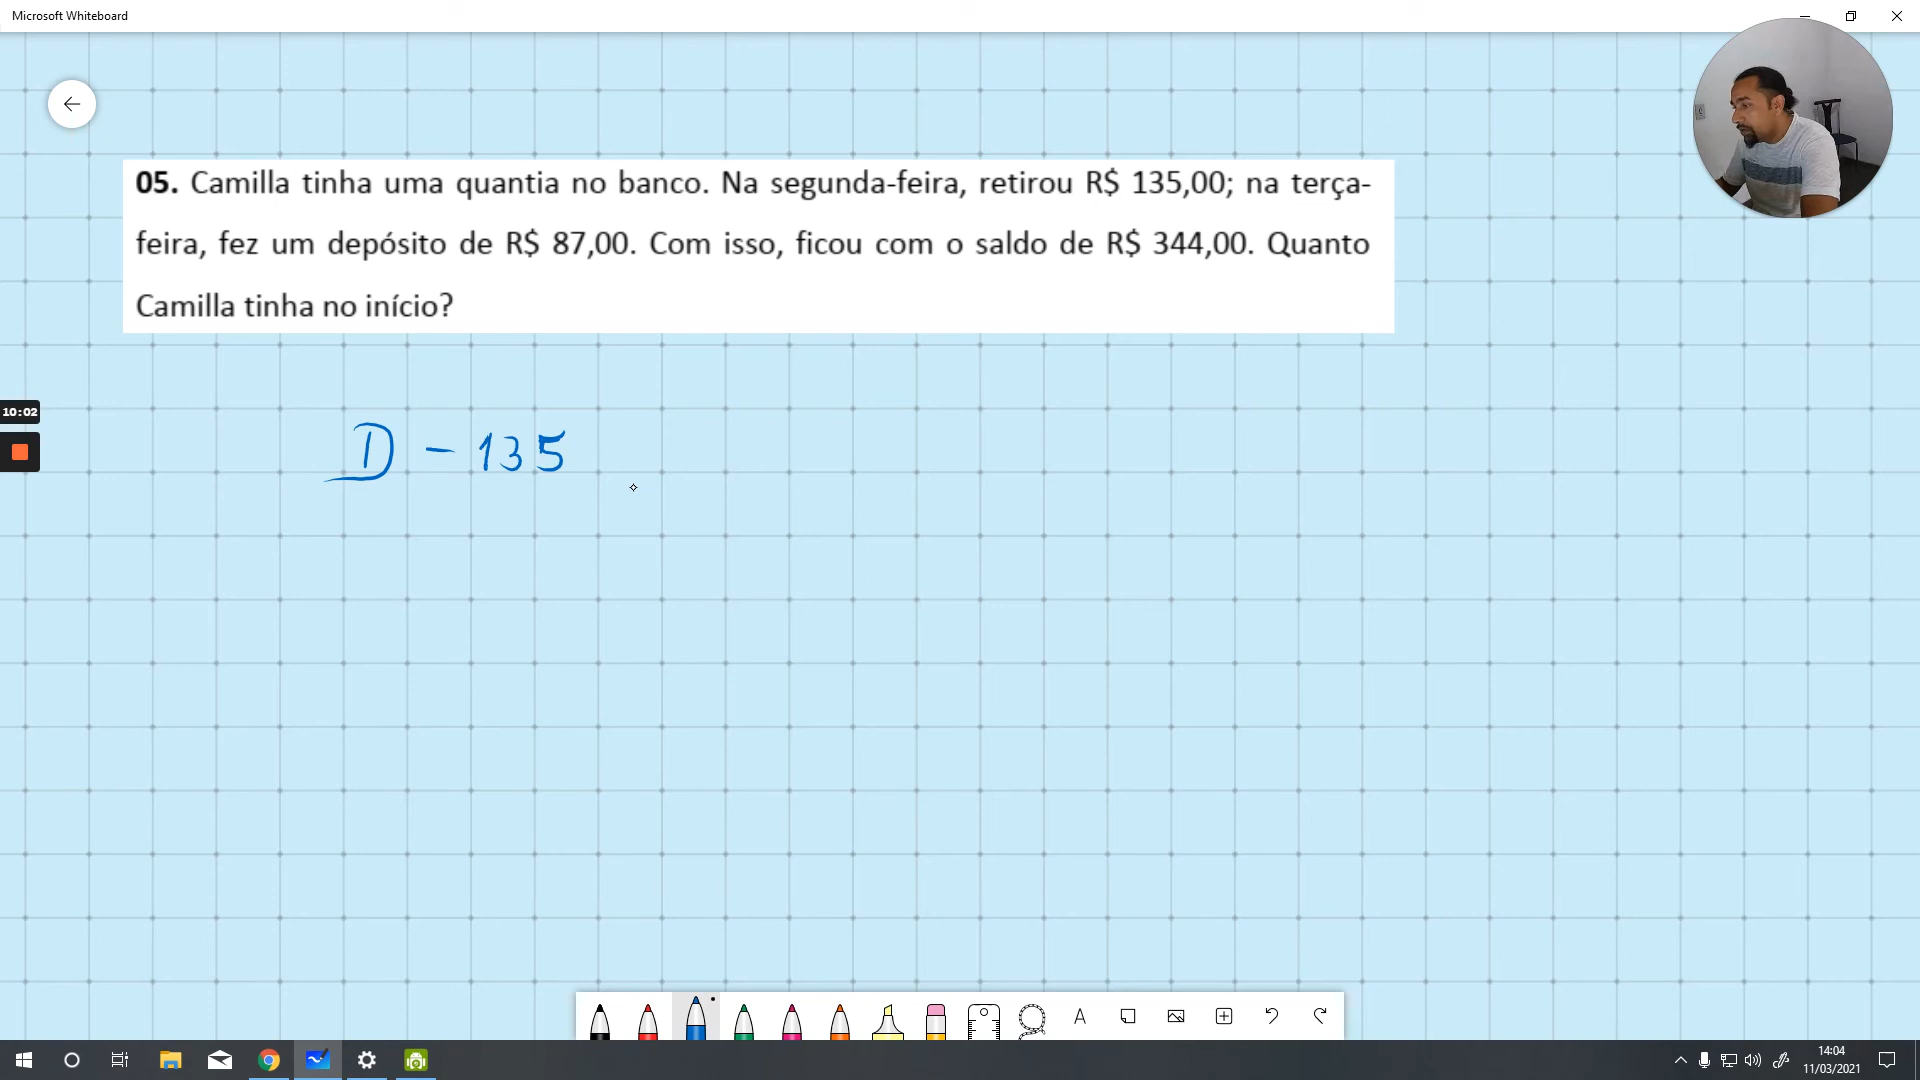 Microsoft Whiteboard
05. Camilla tinha uma quantia no banco. Na segunda-feira, retirou R$ 135,00; na terça-
feira, fez um depósito de R$ 87,00. Com isso, ficou com o saldo de R$ 344,00. Quanto
Camilla tinha no início?
10:02
D - 135
A
14:04
11/03/2021